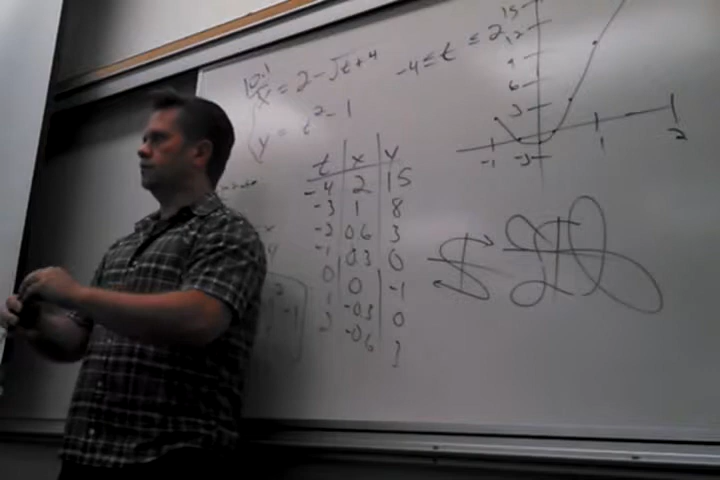 10.1
x = 2 - √t+4
-4 ≤ t ≤ 2
y = t² - 1
t x y
-4 2 15
-3 1 8
-2 0.6 3
-1 0.3 0
0 0 -1
1 -0.3 0
2 -0.6 3
15
12
9
6
3
-3
-1 1 2